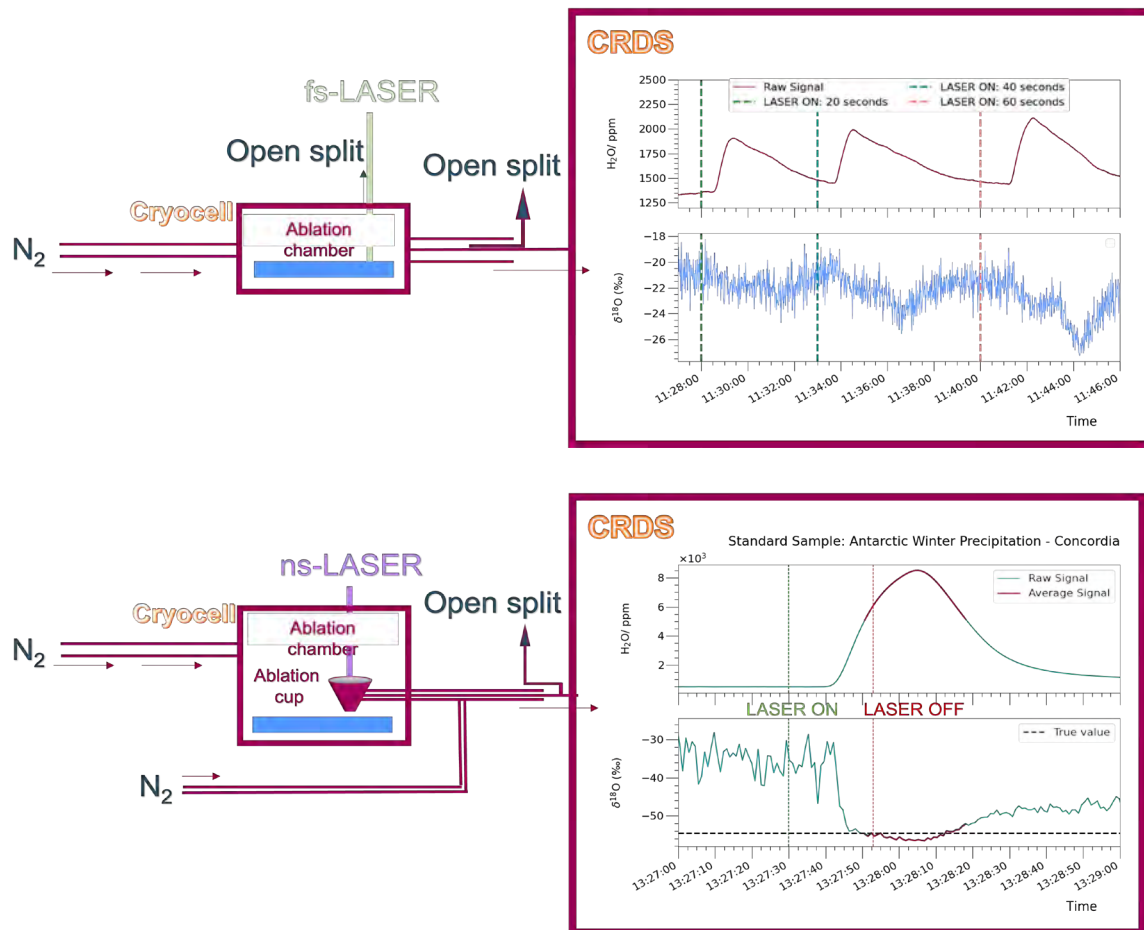 CRDS
fs-LASER
Open split
Open split
Cryocell
Ablation
chamber
N2
2500
2250
2000
1750
1500
1250
H2O/ ppm
Raw Signal
LASER ON: 20 seconds
LASER ON: 40 seconds
LASER ON: 60 seconds
−18
−20
−22
−24
−26
δ18O (‰)
11:28:00
11:30:00
11:32:00
11:34:00
11:36:00
11:38:00
11:40:00
11:42:00
11:44:00
11:46:00
Time
CRDS
Standard Sample: Antarctic Winter Precipitation - Concordia
ns-LASER
Open split
Cryocell
Ablation
chamber
N2
Ablation
cup
N2
×10³
8
6
4
2
H2O/ ppm
Raw Signal
Average Signal
LASER ON
LASER OFF
True value
−30
−40
−50
δ18O (‰)
13:27:00
13:27:10
13:27:20
13:27:30
13:27:40
13:27:50
13:28:00
13:28:10
13:28:20
13:28:30
13:28:40
13:28:50
13:29:00
Time